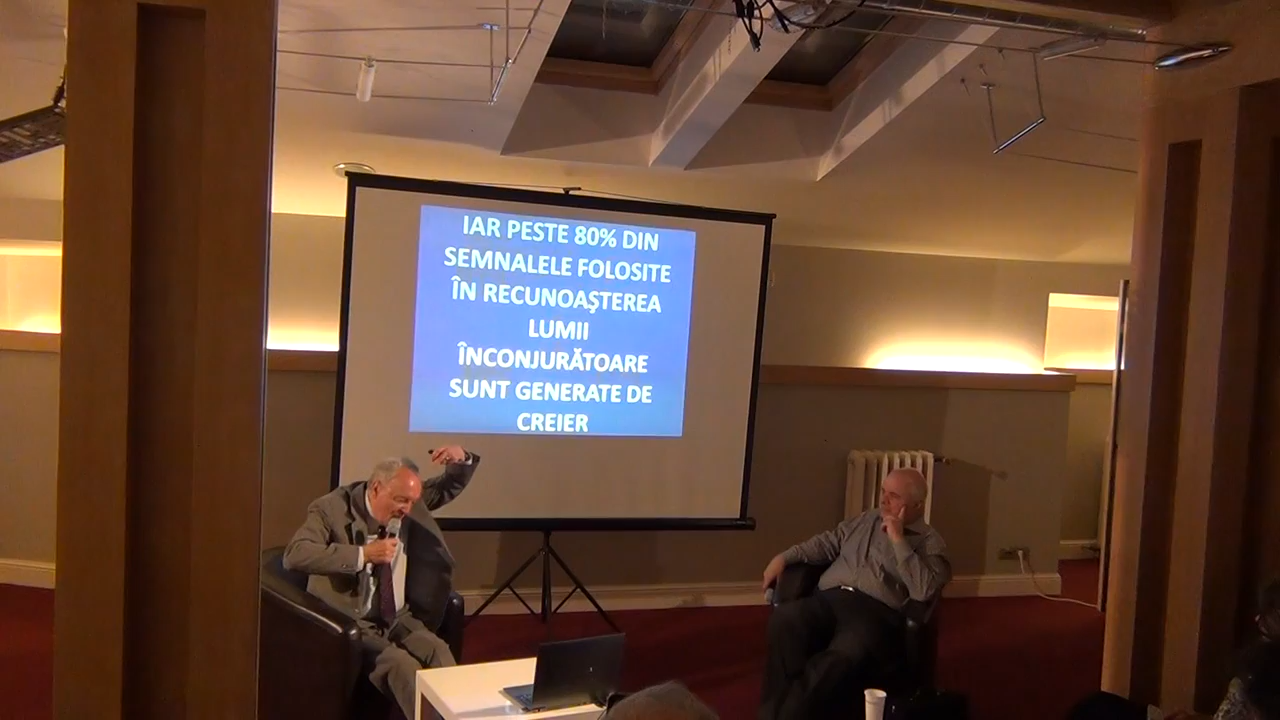 IAR PESTE 80% DIN
SEMNALELE FOLOSITE
ÎN RECUNOAŞTEREA
LUMII
ÎNCONJURĂTOARE
SUNT GENERATE DE
CREIER